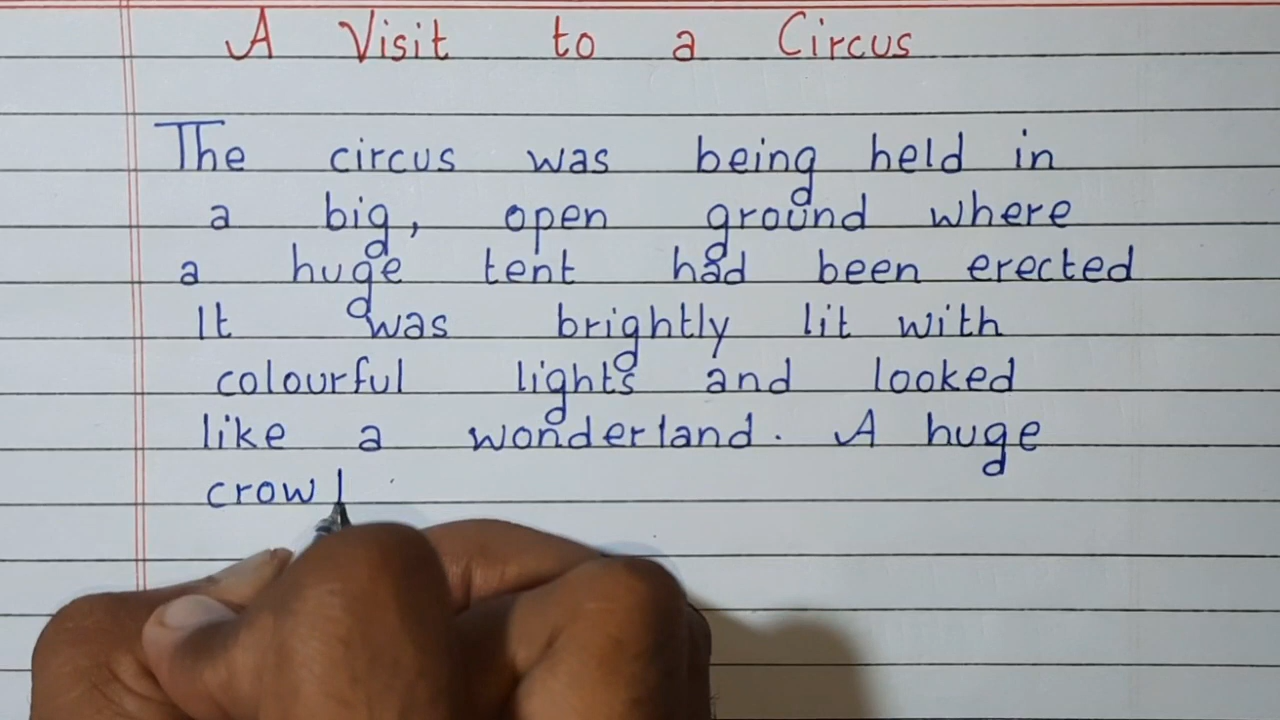 A Visit to a Circus
The circus was being held in
a big, open ground where
a huge tent had been erected
It was brightly lit with
colourful lights and looked
like a wonderland. A huge